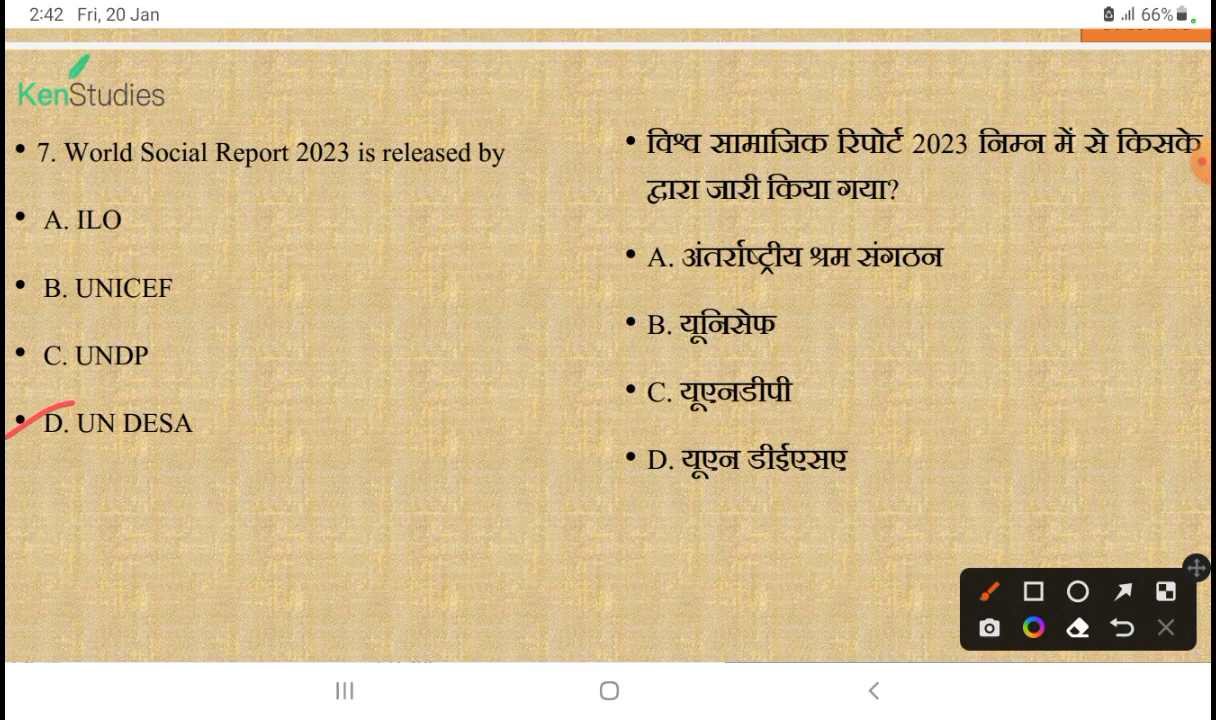 2:42 Fri, 20 Jan
66%
KenStudies
• 7. World Social Report 2023 is released by
• A. ILO
• B. UNICEF
• C. UNDP
• D. UN DESA
• विश्व सामाजिक रिपोर्ट 2023 निम्न में से किसके
द्वारा जारी किया गया?
• A. अंतर्राष्ट्रीय श्रम संगठन
• B. यूनिसेफ
• C. यूएनडीपी
• D. यूएन डीईएसए